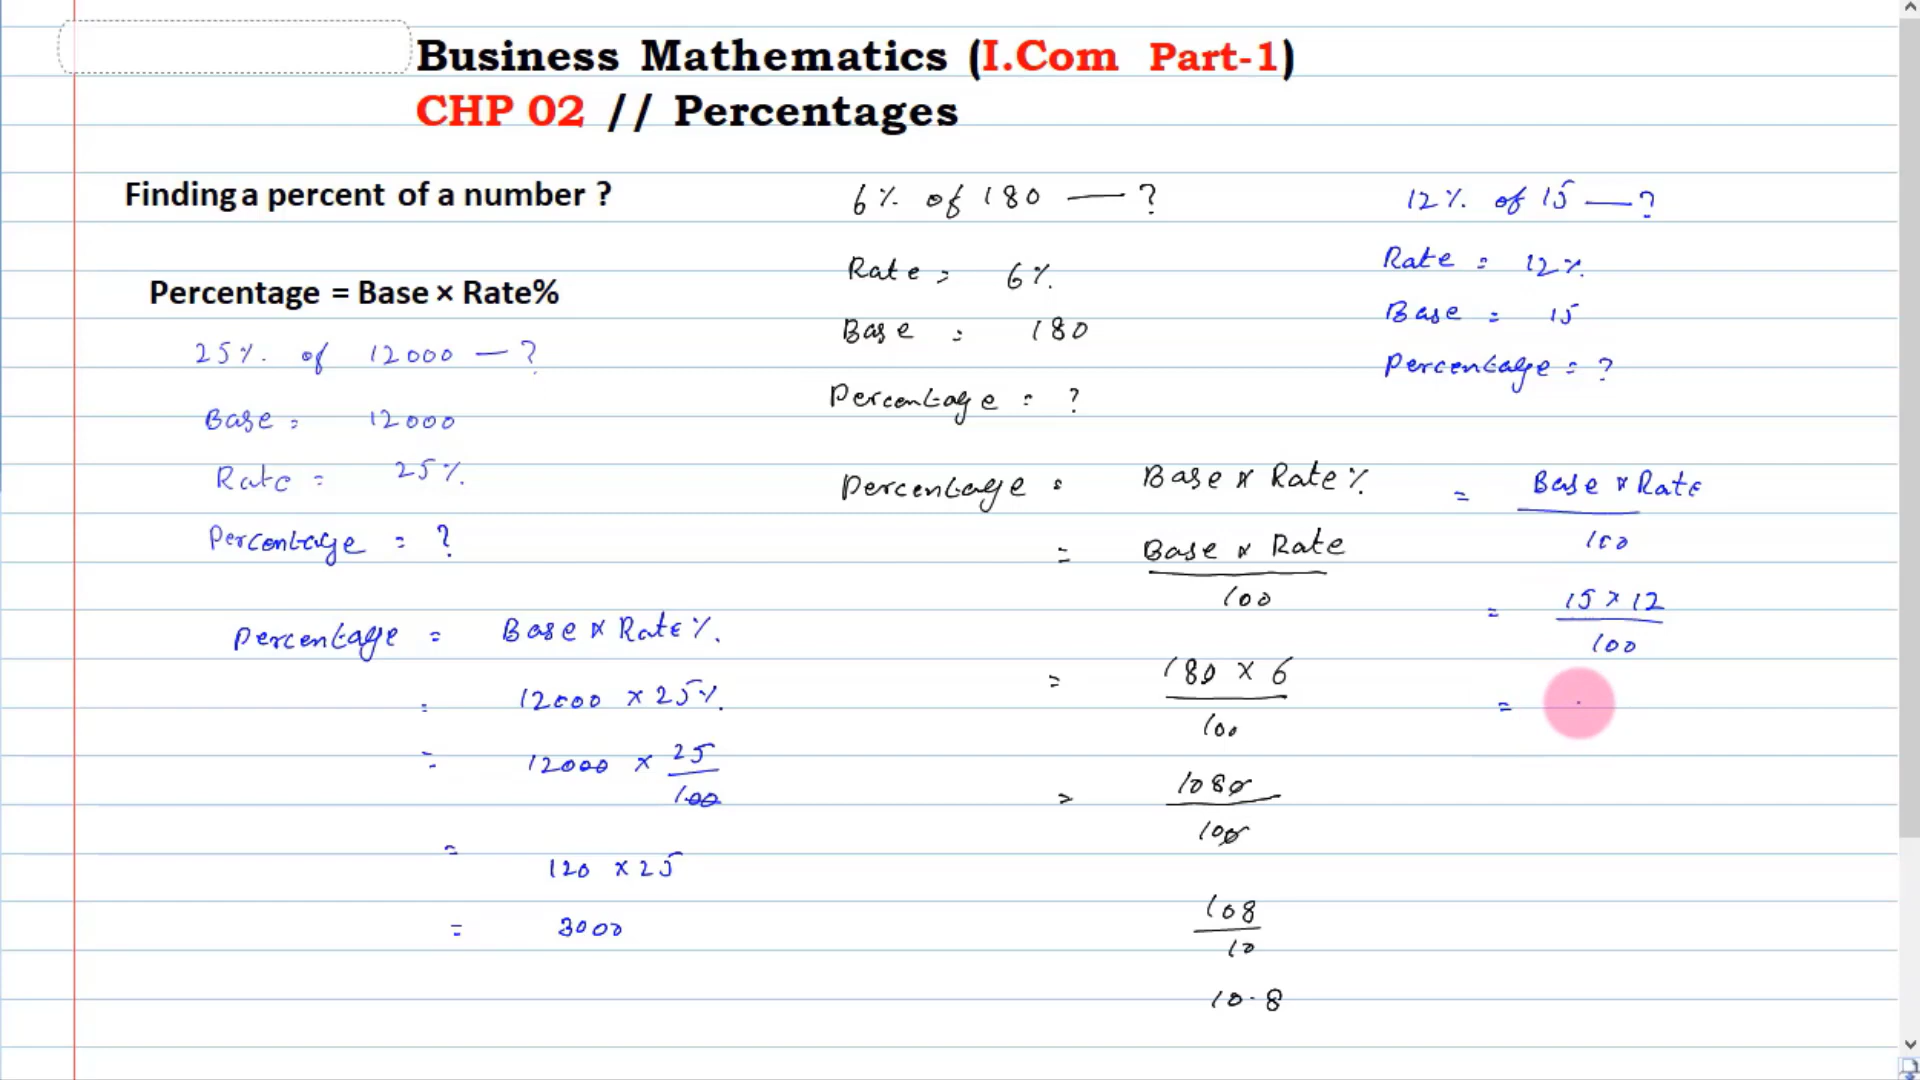 Business Mathematics (I.Com Part-1)
CHP 02 // Percentages
Finding a percent of a number ?
Percentage = Base × Rate%
25% of 12000 — ?
Base = 12000
Rate = 25%
Percentage = ?
Percentage = Base × Rate%
= 12000 × 25%
= 12000 × 25
100
= 120 × 25
= 3000
6% of 180 — ?
Rate = 6%
Base = 180
Percentage = ?
Percentage = Base × Rate%
= Base × Rate
100
= 180 × 6
100
= 1080
100
108
10
10.8
12% of 15 — ?
Rate = 12%
Base = 15
Percentage = ?
= Base × Rate
100
= 15 × 12
100
=